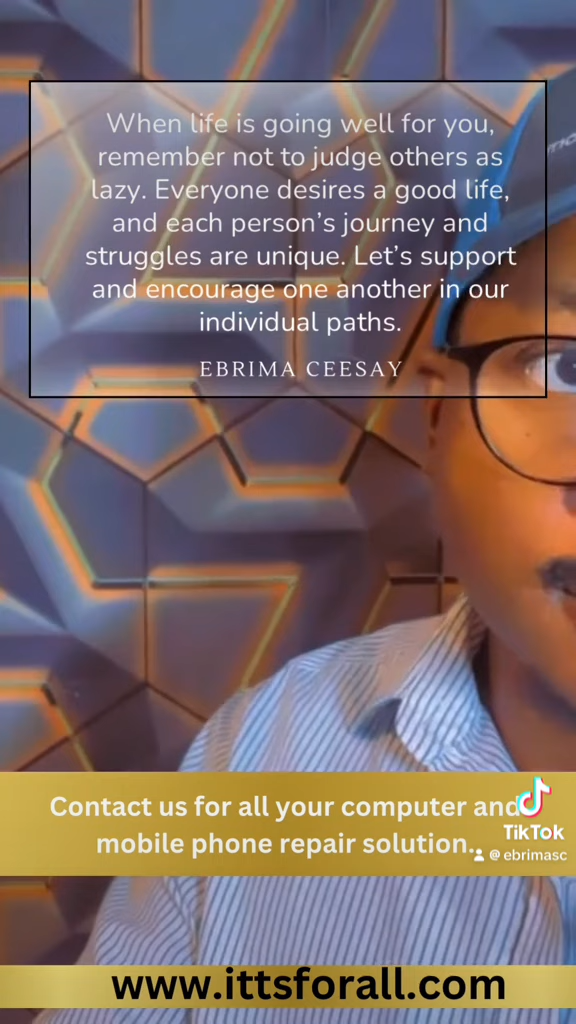 When life is going well for you,
remember not to judge others as
lazy. Everyone desires a good life,
and each person's journey and
struggles are unique. Let's support
and encourage one another in our
individual paths.
EBRIMA CEESAY
Contact us for all your computer and
mobile phone repair solution..
TikTok
@ ebrimasc
www.ittsforall.com